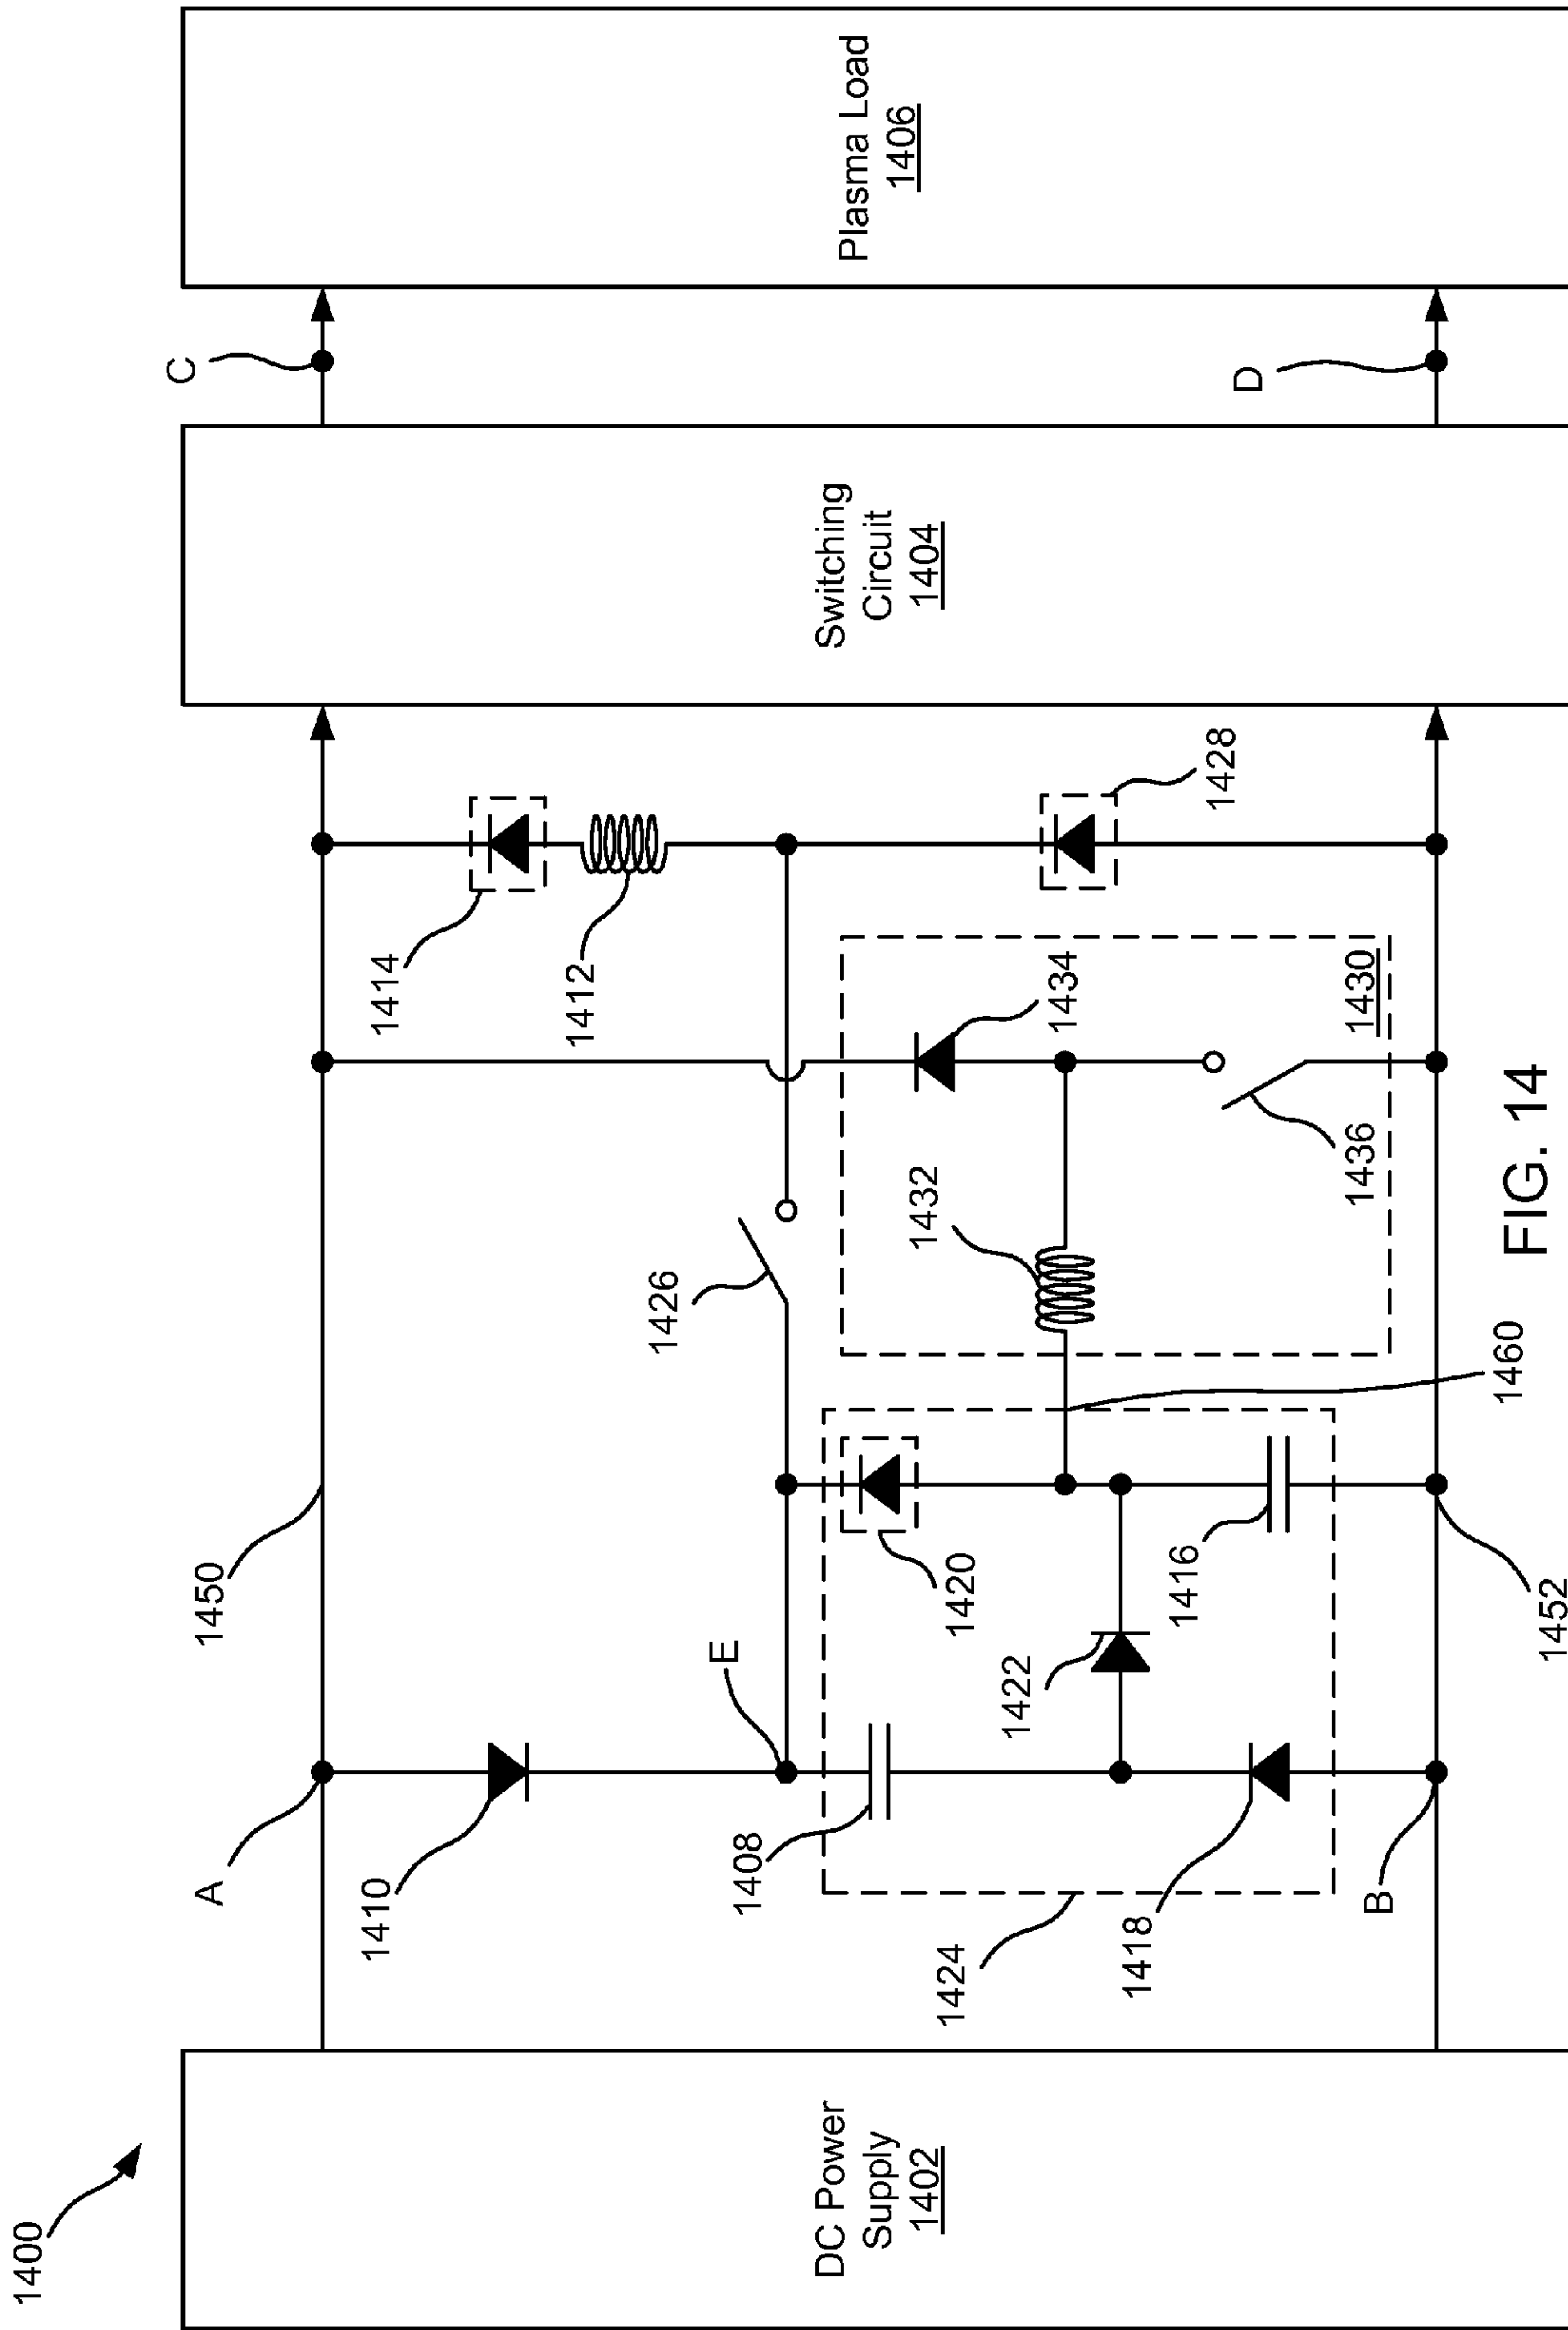 1400
DC Power
Supply
1402
A
1450
1410
E
1408
1424
1418
B
1422
1420
1416
1452
1460
1426
1432
1434
1436
1430
1414
1412
1428
Switching
Circuit
1404
C
D
Plasma Load
1406
FIG. 14